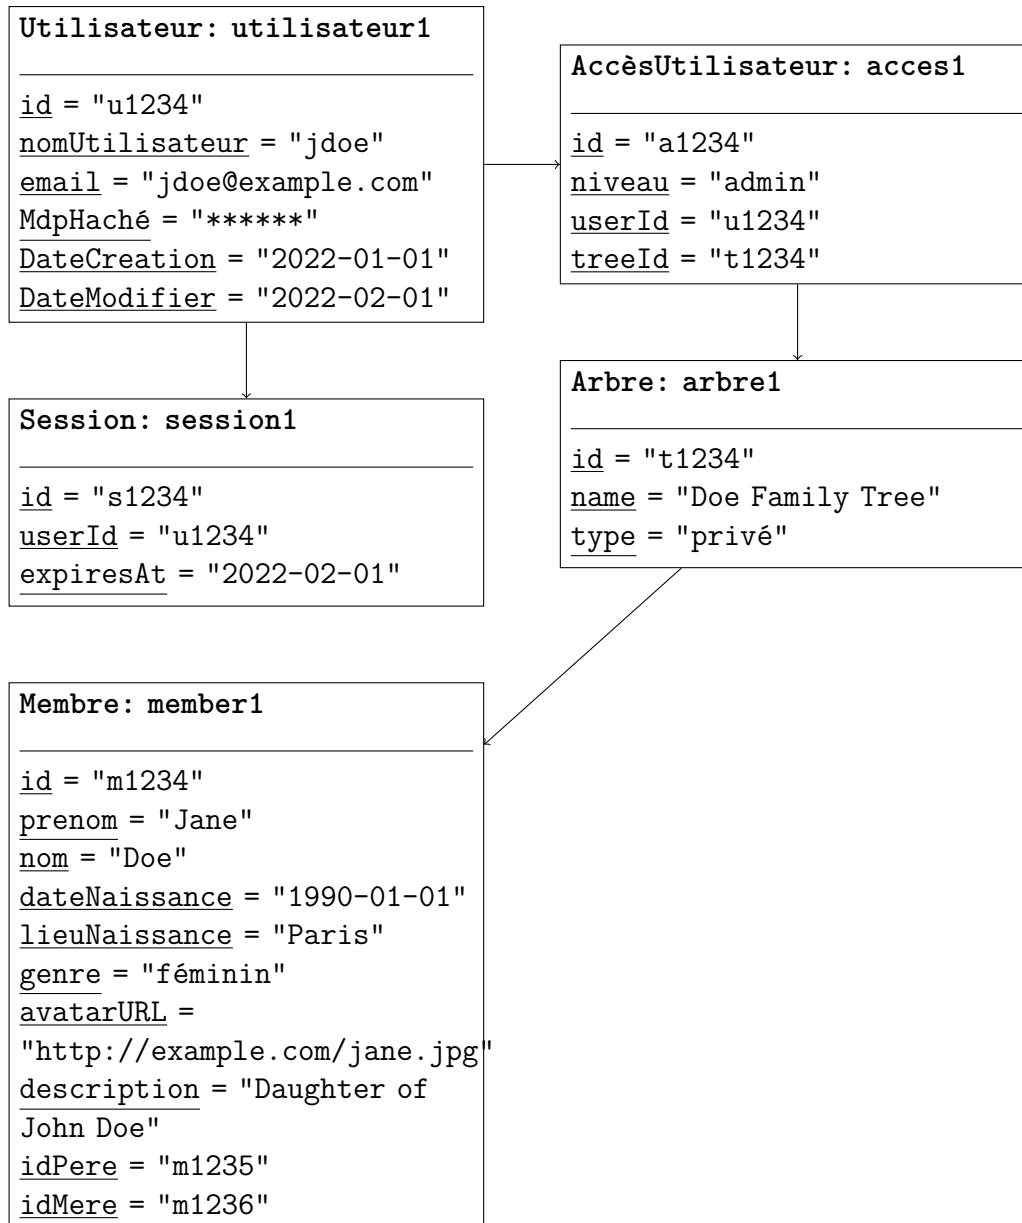 Utilisateur: utilisateur1
id = "u1234"
nomUtilisateur = "jdoe"
email = "jdoe@example.com"
MdpHaché = "******"
DateCreation = "2022-01-01"
DateModifier = "2022-02-01"
AccèsUtilisateur: acces1
id = "a1234"
niveau = "admin"
userId = "u1234"
treeId = "t1234"
Session: session1
id = "s1234"
userId = "u1234"
expiresAt = "2022-02-01"
Arbre: arbre1
id = "t1234"
name = "Doe Family Tree"
type = "privé"
Membre: member1
id = "m1234"
prenom = "Jane"
nom = "Doe"
dateNaissance = "1990-01-01"
lieuNaissance = "Paris"
genre = "féminin"
avatarURL =
"http://example.com/jane.jpg"
description = "Daughter of
John Doe"
idPere = "m1235"
idMere = "m1236"